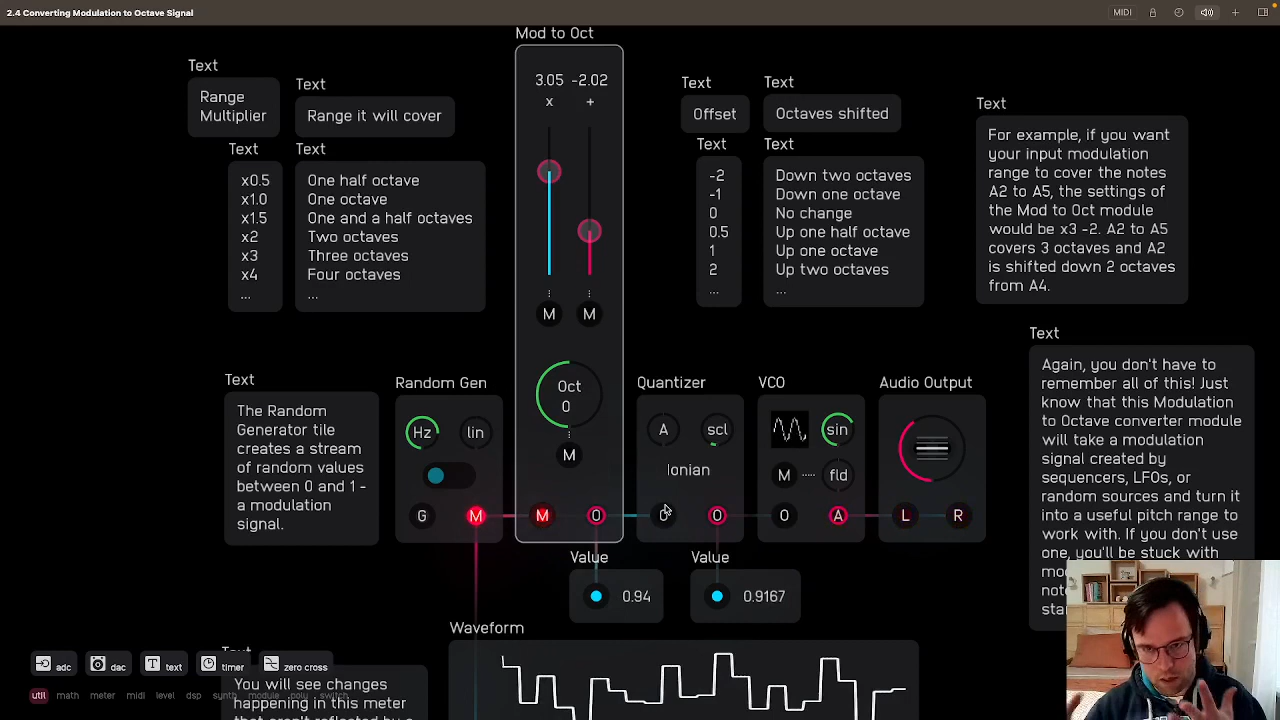 2.4 Converting Modulation to Octave Signal
MIDI
Mod to Oct
3.05 -2.02
x +
M M
Oct
0
M
M O
Text
Range
Multiplier
Text
Range it will cover
Text
x0.5
x1.0
x1.5
x2
x3
x4
...
Text
One half octave
One octave
One and a half octaves
Two octaves
Three octaves
Four octaves
...
Text
Offset
Text
Octaves shifted
Text
-2
-1
0
0.5
1
2
...
Text
Down two octaves
Down one octave
No change
Up one half octave
Up one octave
Up two octaves
...
Text
For example, if you want
your input modulation
range to cover the notes
A2 to A5, the settings of
the Mod to Oct module
would be x3 -2. A2 to A5
covers 3 octaves and A2
is shifted down 2 octaves
from A4.
Text
Again, you don't have to
remember all of this! Just
know that this Modulation
to Octave converter module
will take a modulation
signal created by
sequencers, LFOs, or
random sources and turn it
into a useful pitch range to
work with. If you don't use
one, you'll be stuck with
Text
The Random
Generator tile
creates a stream
of random values
between 0 and 1 -
a modulation
signal.
Random Gen
Hz lin
G M
Quantizer
A scl
Ionian
O O
VCO
sin
M fld
O A
Audio Output
L R
Value
0.94
Value
0.9167
Waveform
Text
You will see changes
happening in this meter
adc dac text timer zero cross
util math meter midi level dsp synth module poly switch